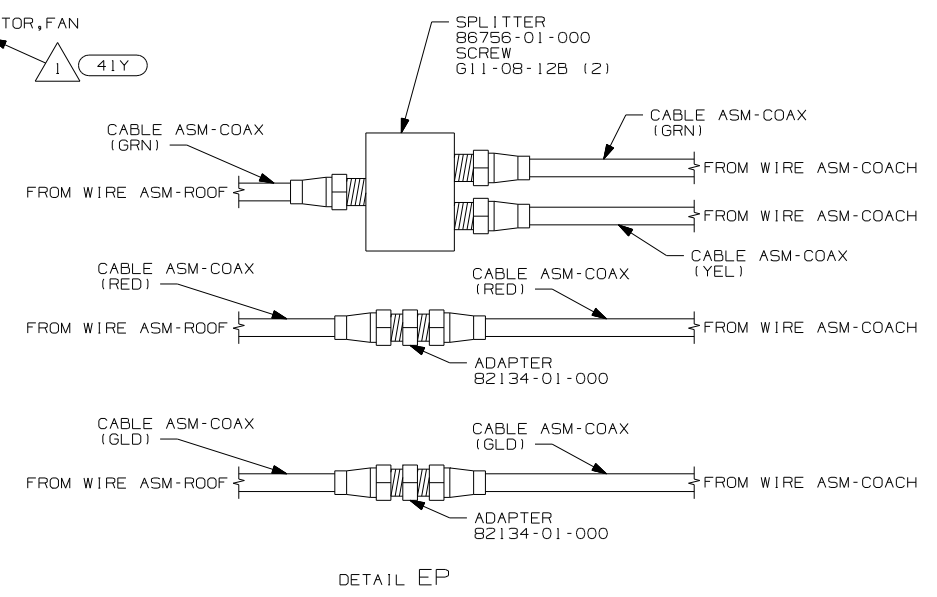 TOR,FAN
1
41Y
SPLITTER
86756-01-000
SCREW
G11-08-12B (2)
CABLE ASM-COAX
(GRN)
CABLE ASM-COAX
(GRN)
FROM WIRE ASM-ROOF
FROM WIRE ASM-COACH
FROM WIRE ASM-COACH
CABLE ASM-COAX
(YEL)
CABLE ASM-COAX
(RED)
CABLE ASM-COAX
(RED)
FROM WIRE ASM-ROOF
FROM WIRE ASM-COACH
ADAPTER
82134-01-000
CABLE ASM-COAX
(GLD)
CABLE ASM-COAX
(GLD)
FROM WIRE ASM-ROOF
FROM WIRE ASM-COACH
ADAPTER
82134-01-000
DETAIL EP